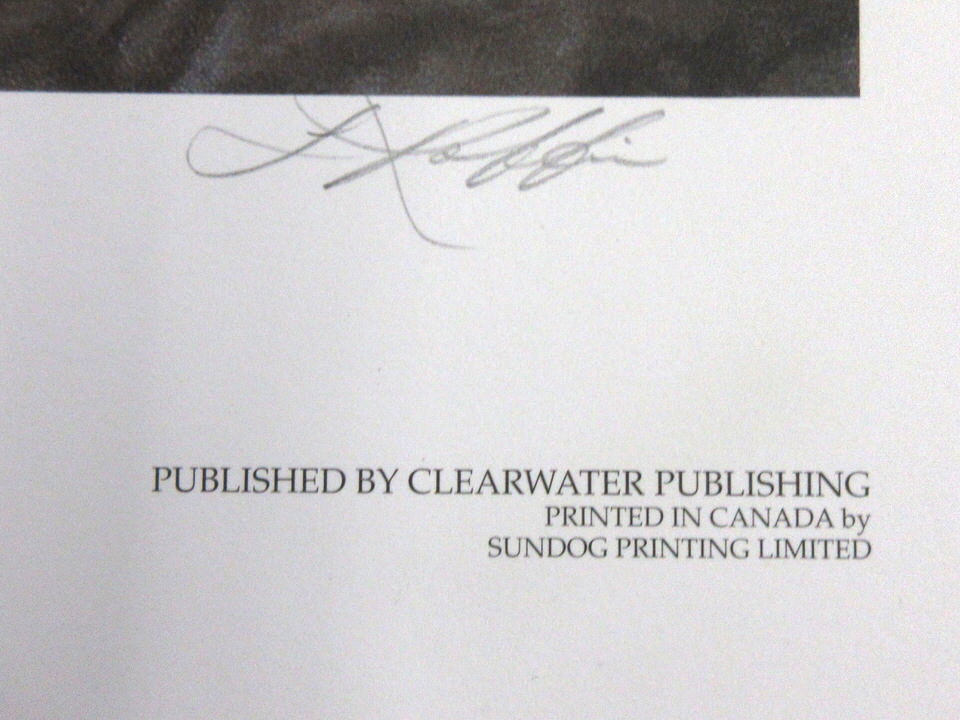 PUBLISHED BY CLEARWATER PUBLISHING
PRINTED IN CANADA by
SUNDOG PRINTING LIMITED